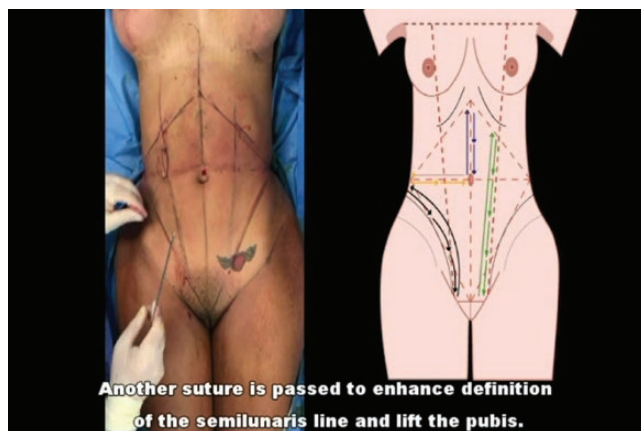 Another suture is passed to enhance definition
of the semilunaris line and lift the pubis.